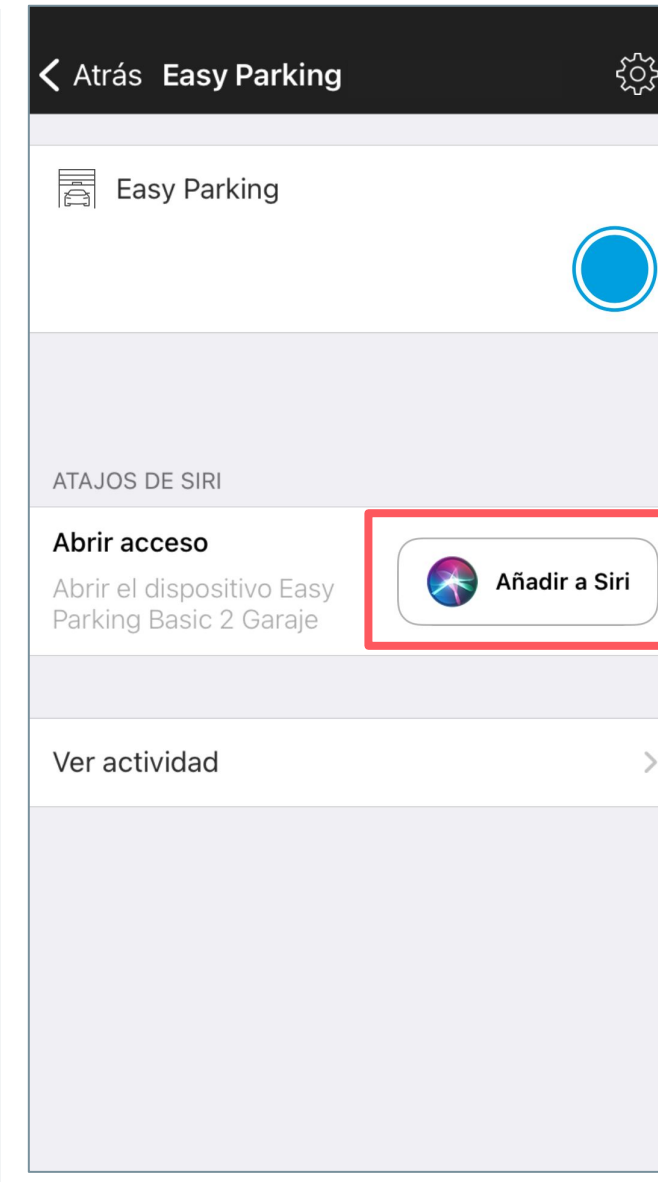 Atrás Easy Parking
Easy Parking
ATAJOS DE SIRI
Abrir acceso
Abrir el dispositivo Easy
Parking Basic 2 Garaje
Añadir a Siri
Ver actividad